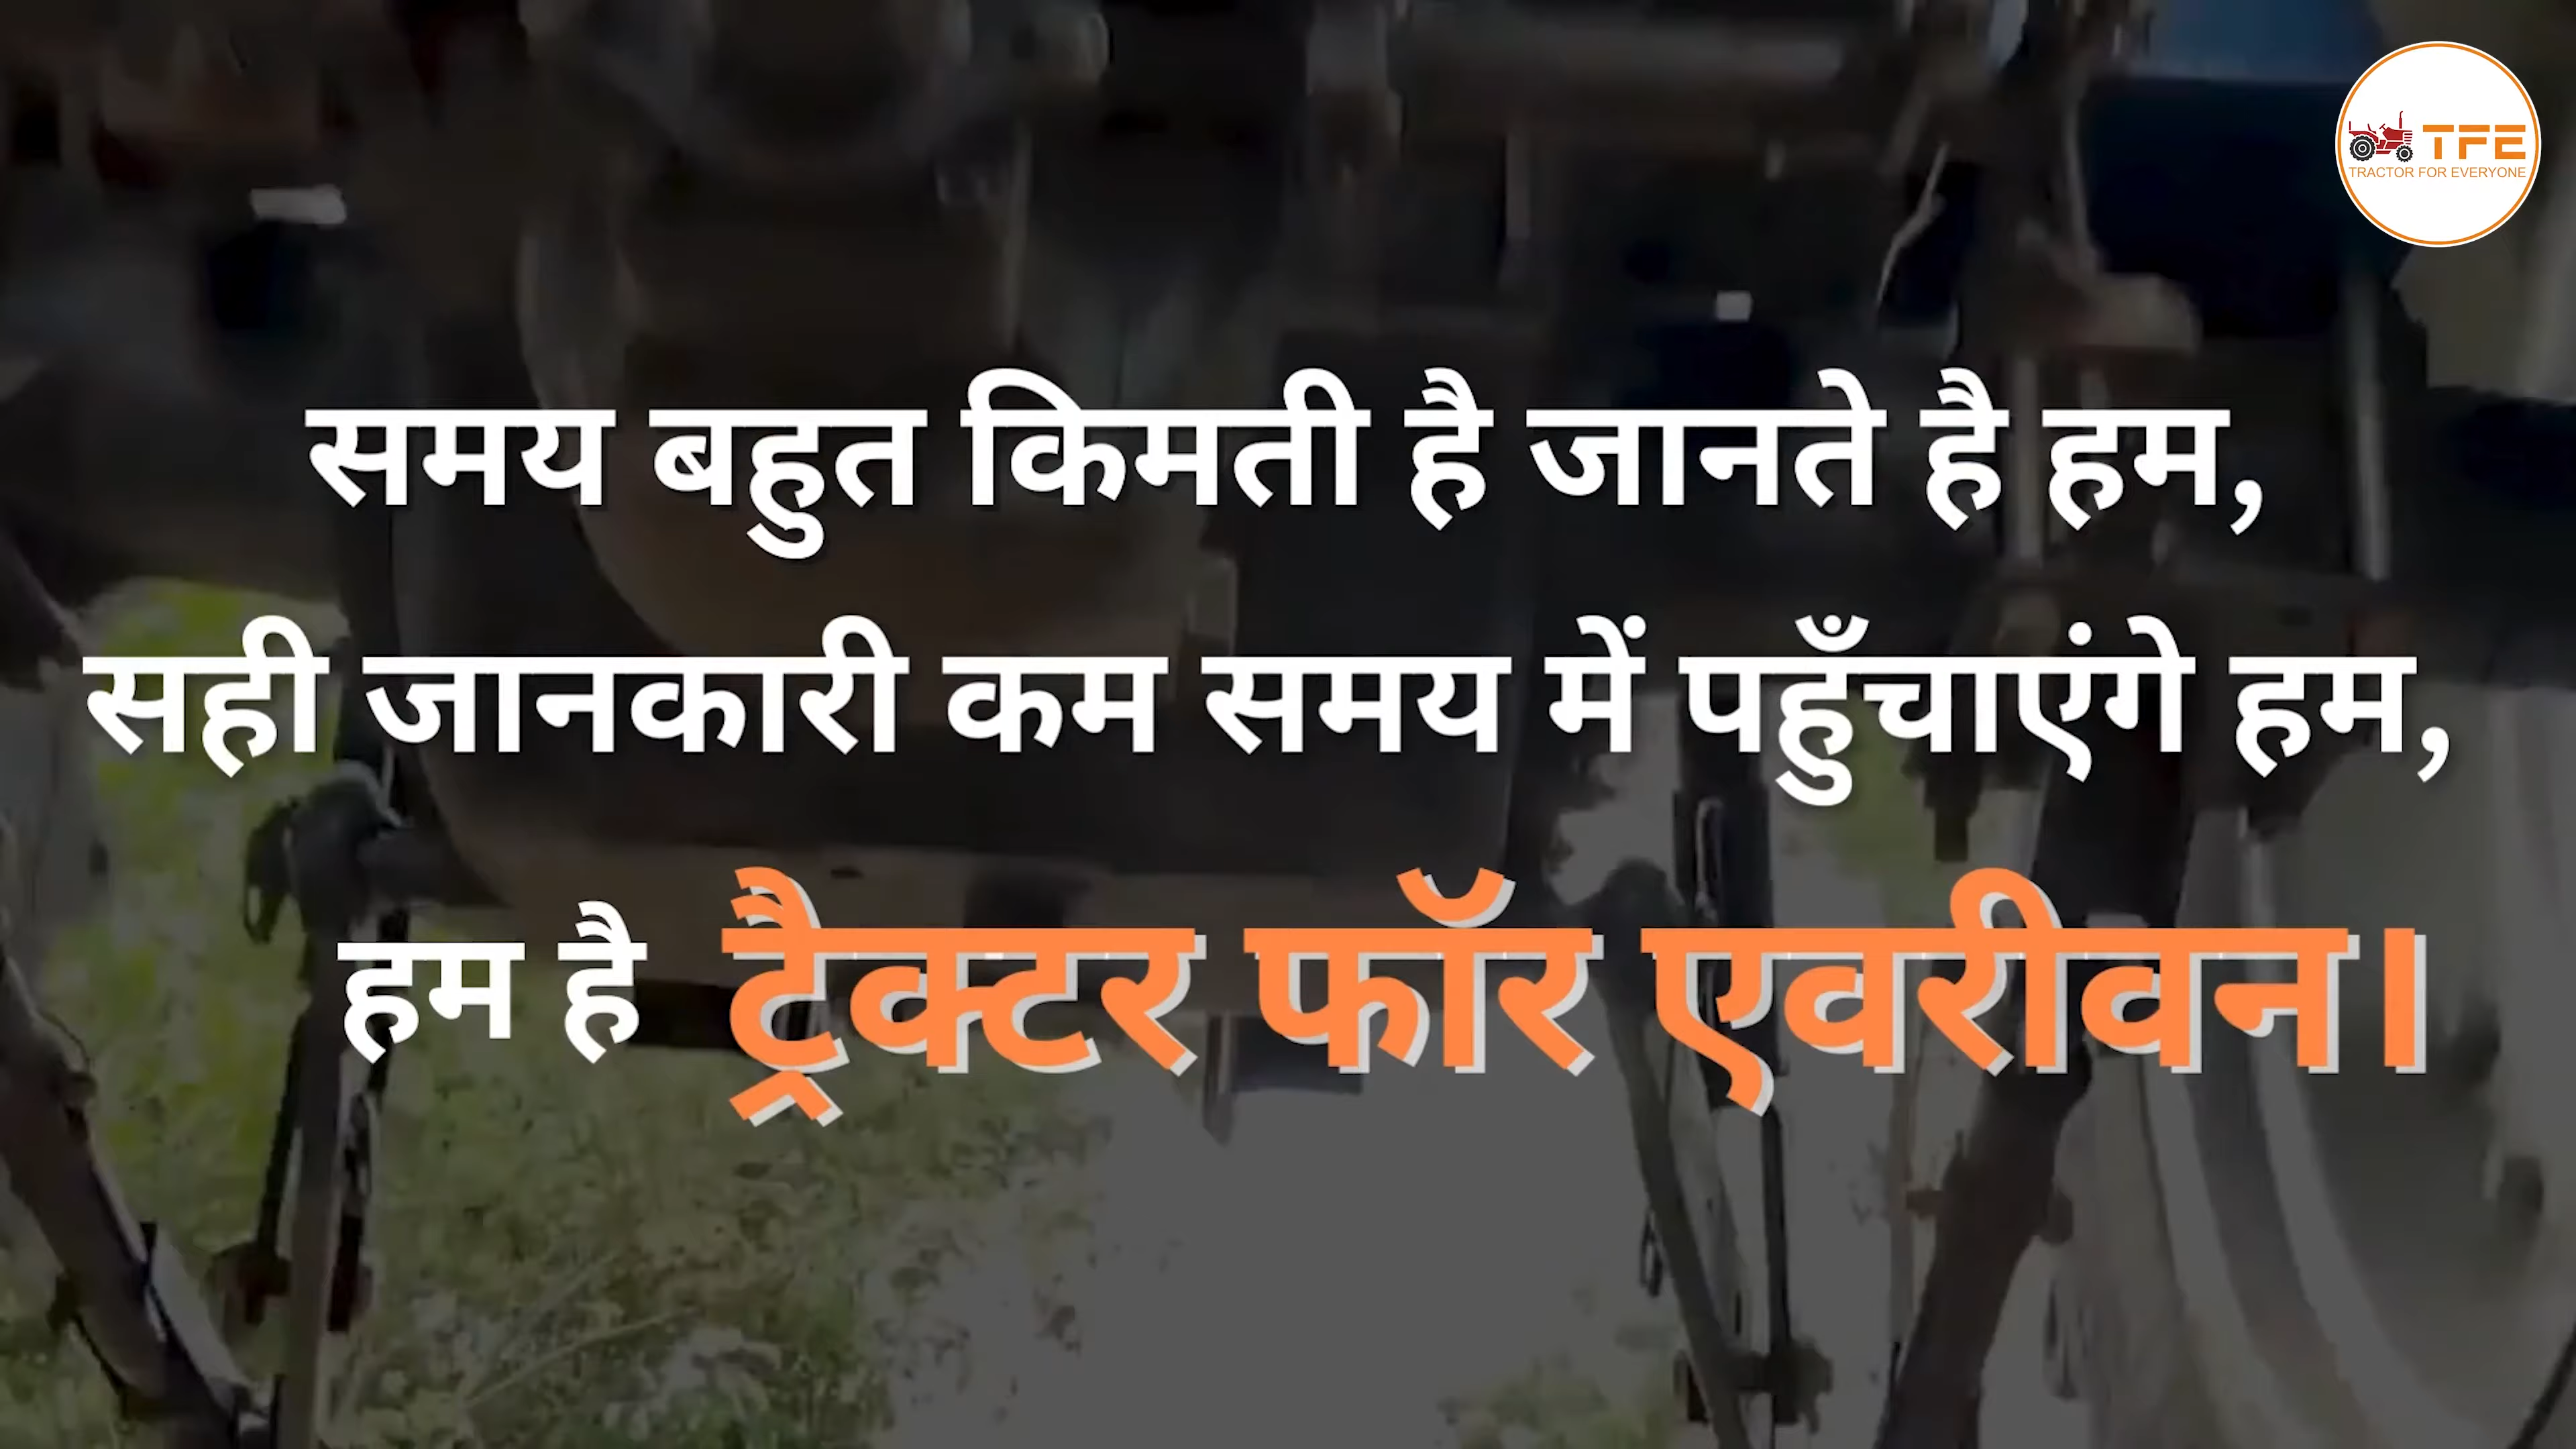 TFE
TRACTOR FOR EVERYONE
समय बहुत किमती है जानते है हम,
सही जानकारी कम समय में पहुँचाएंगे हम,
हम है ट्रैक्टर फॉर एवरीवन।